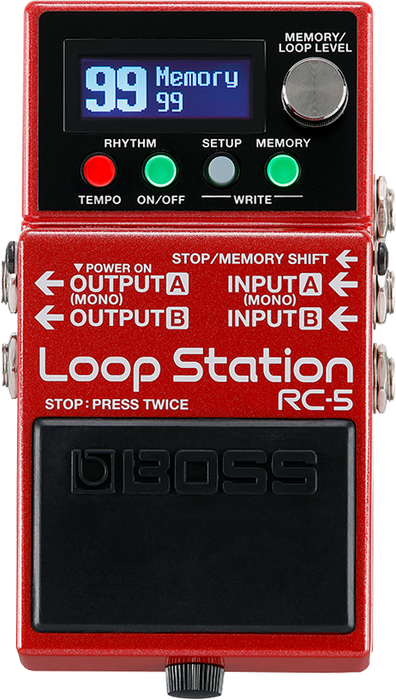 MEMORY/
LOOP LEVEL
99 Memory
99
RHYTHM SETUP MEMORY
TEMPO ON/OFF WRITE
STOP/MEMORY SHIFT ←
▼POWER ON
← OUTPUT A INPUT A ←
(MONO) (MONO)
← OUTPUT B INPUT B ←
Loop Station
STOP : PRESS TWICE RC-5
BOSS